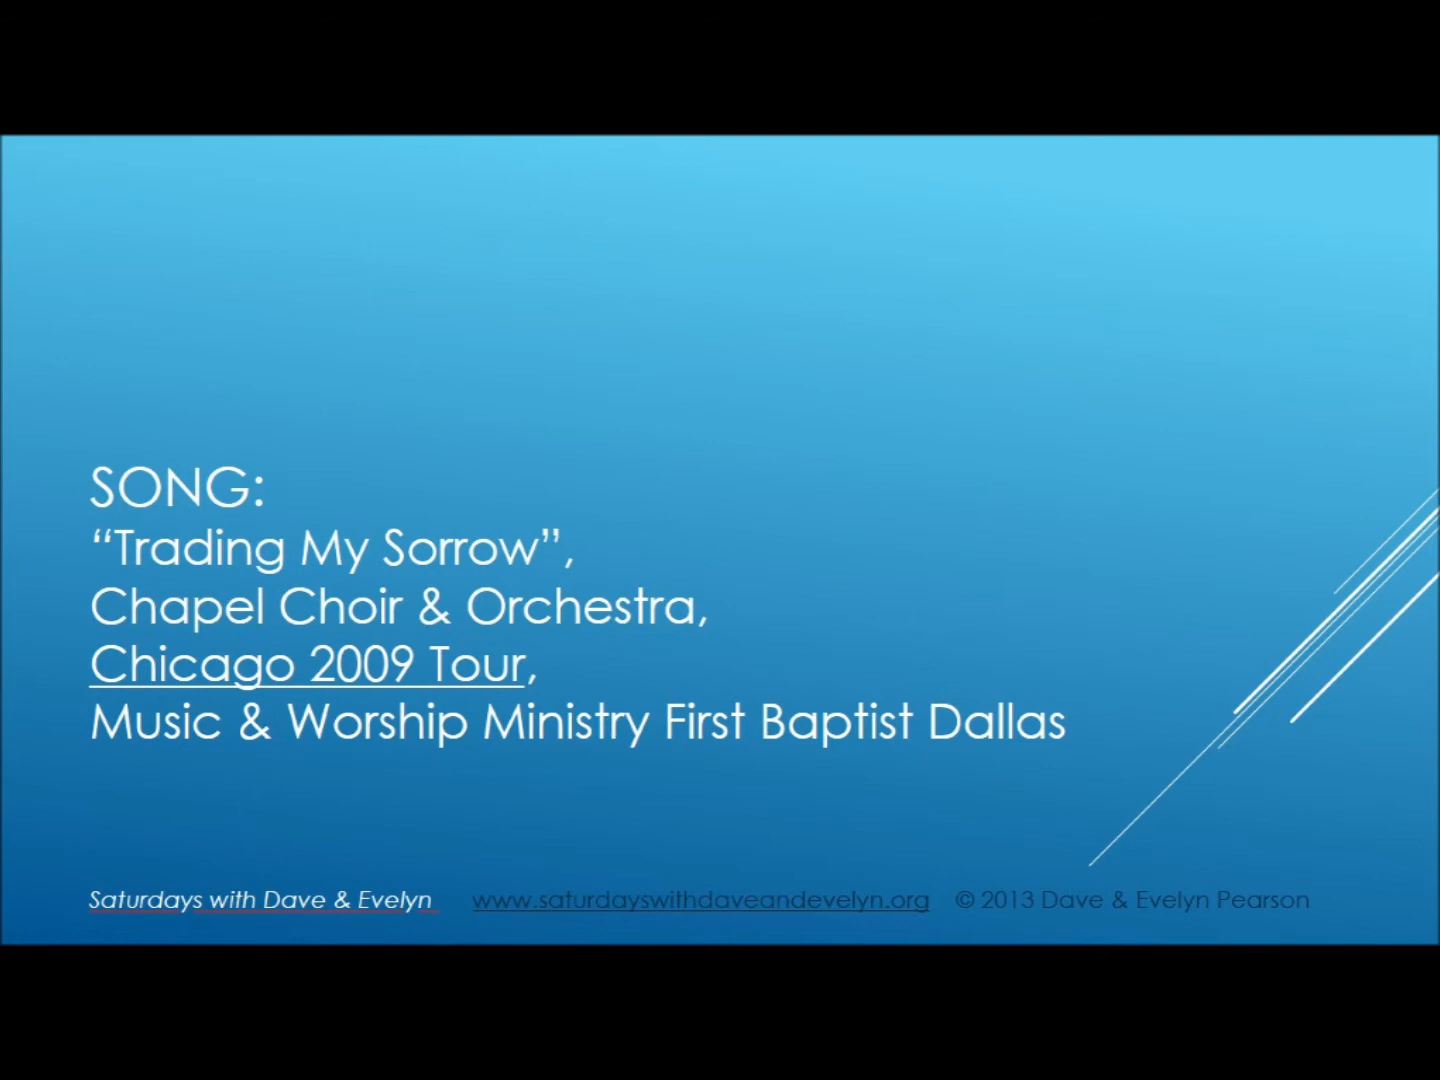 SONG:
“Trading My Sorrow”,
Chapel Choir & Orchestra,
Chicago 2009 Tour,
Music & Worship Ministry First Baptist Dallas
Saturdays with Dave & Evelyn www.saturdayswithdaveandevelyn.org © 2013 Dave & Evelyn Pearson